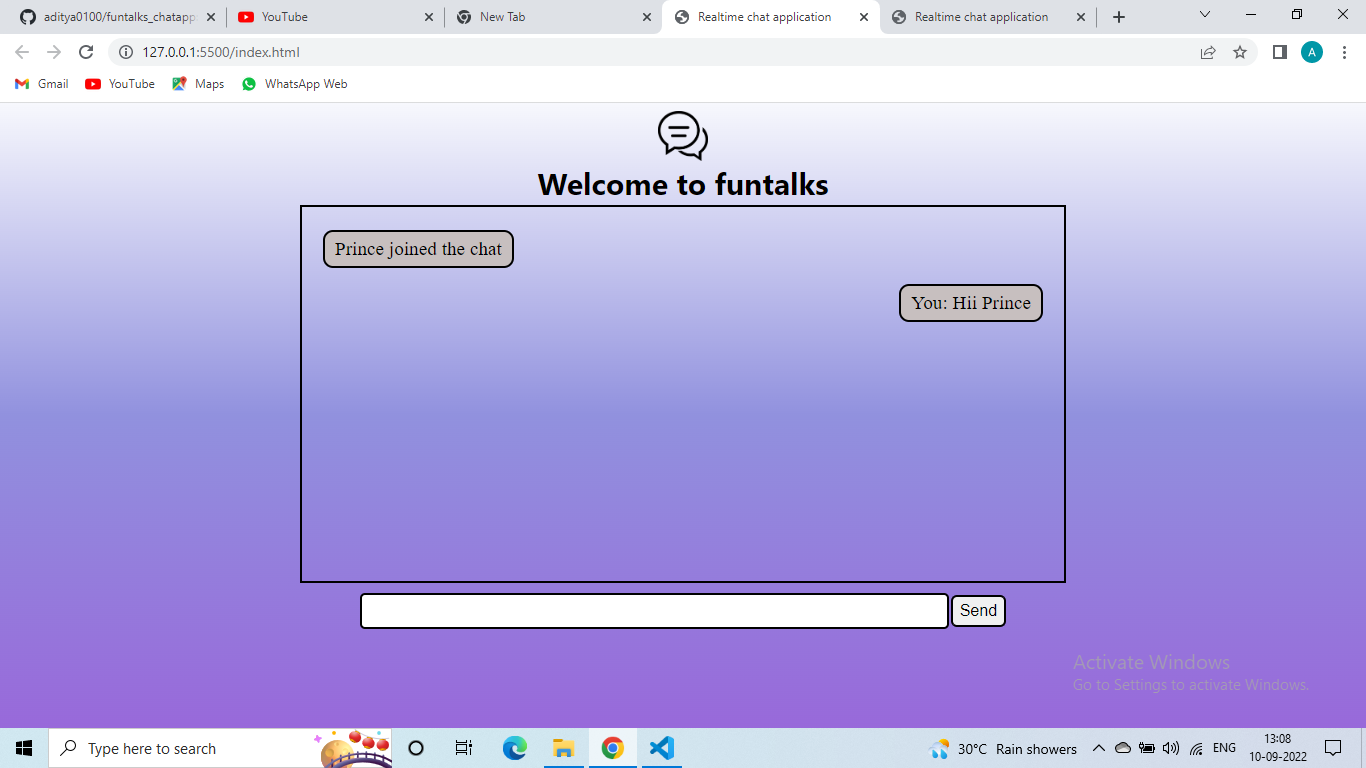 aditya0100/funtalks_chatapp
YouTube
New Tab
Realtime chat application
Realtime chat application
127.0.0.1:5500/index.html
A
Gmail
YouTube
Maps
WhatsApp Web
Welcome to funtalks
Prince joined the chat
You: Hii Prince
Send
Activate Windows
Go to Settings to activate Windows.
Type here to search
30°C Rain showers
ENG
13:08
10-09-2022